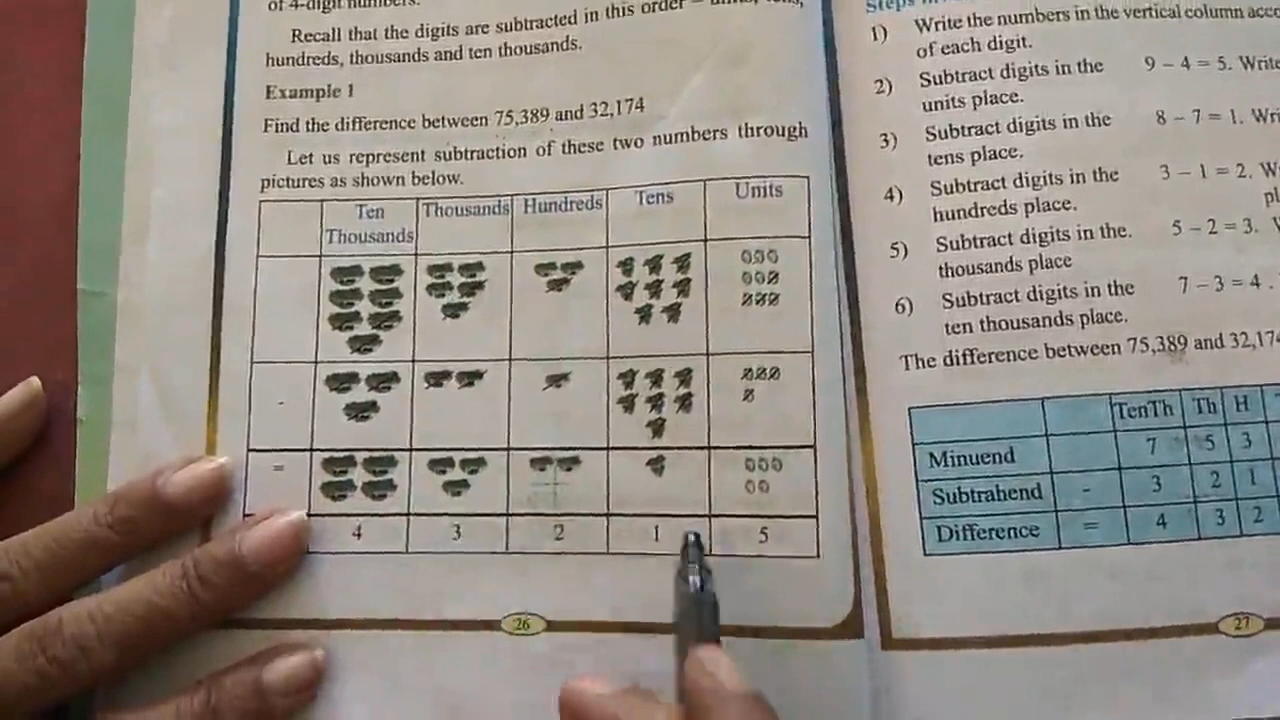 of 4-digit numbers.
Recall that the digits are subtracted in this order –
hundreds, thousands and ten thousands.
Example 1
Find the difference between 75,389 and 32,174
Let us represent subtraction of these two numbers through
pictures as shown below.
Ten Thousands Thousands Hundreds Tens Units
-
=
4 3 2 1 5
26
Steps
1) Write the numbers in the vertical column
of each digit.
2) Subtract digits in the units place. 9 – 4 = 5. Write
3) Subtract digits in the tens place. 8 – 7 = 1.
4) Subtract digits in the hundreds place. 3 – 1 = 2.
5) Subtract digits in the. thousands place 5 – 2 = 3.
6) Subtract digits in the ten thousands place. 7 – 3 = 4.
The difference between 75,389 and 32,174
TenTh Th H
Minuend 7 5 3
Subtrahend - 3 2 1
Difference = 4 3 2
27